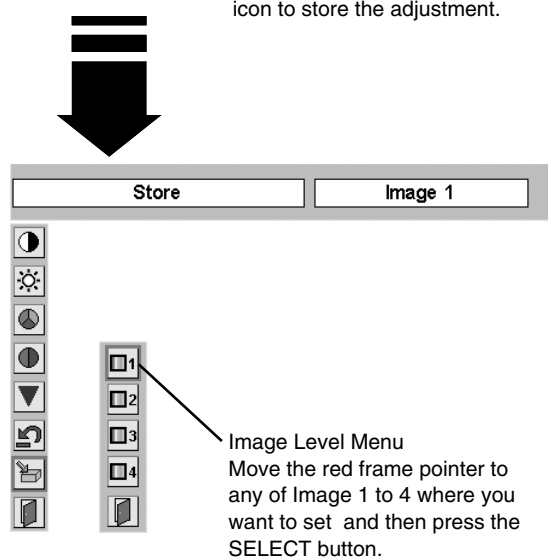 icon to store the adjustment.
Store
Image 1
1
2
3
4
Image Level Menu
Move the red frame pointer to
any of Image 1 to 4 where you
want to set and then press the
SELECT button.